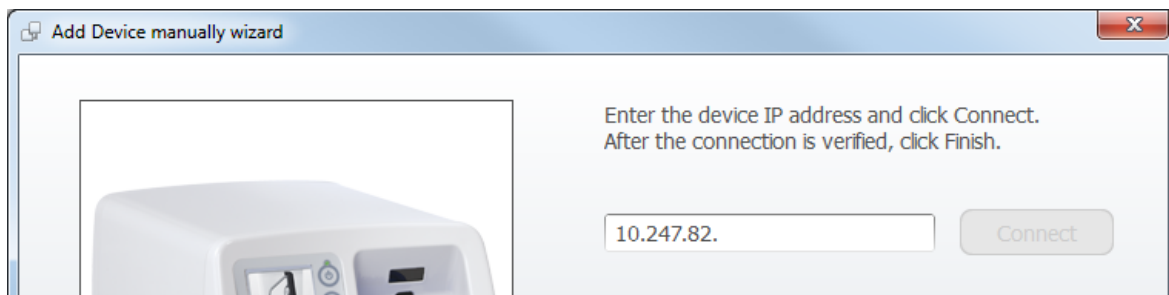 Add Device manually wizard
Enter the device IP address and click Connect.
After the connection is verified, click Finish.
10.247.82.
Connect